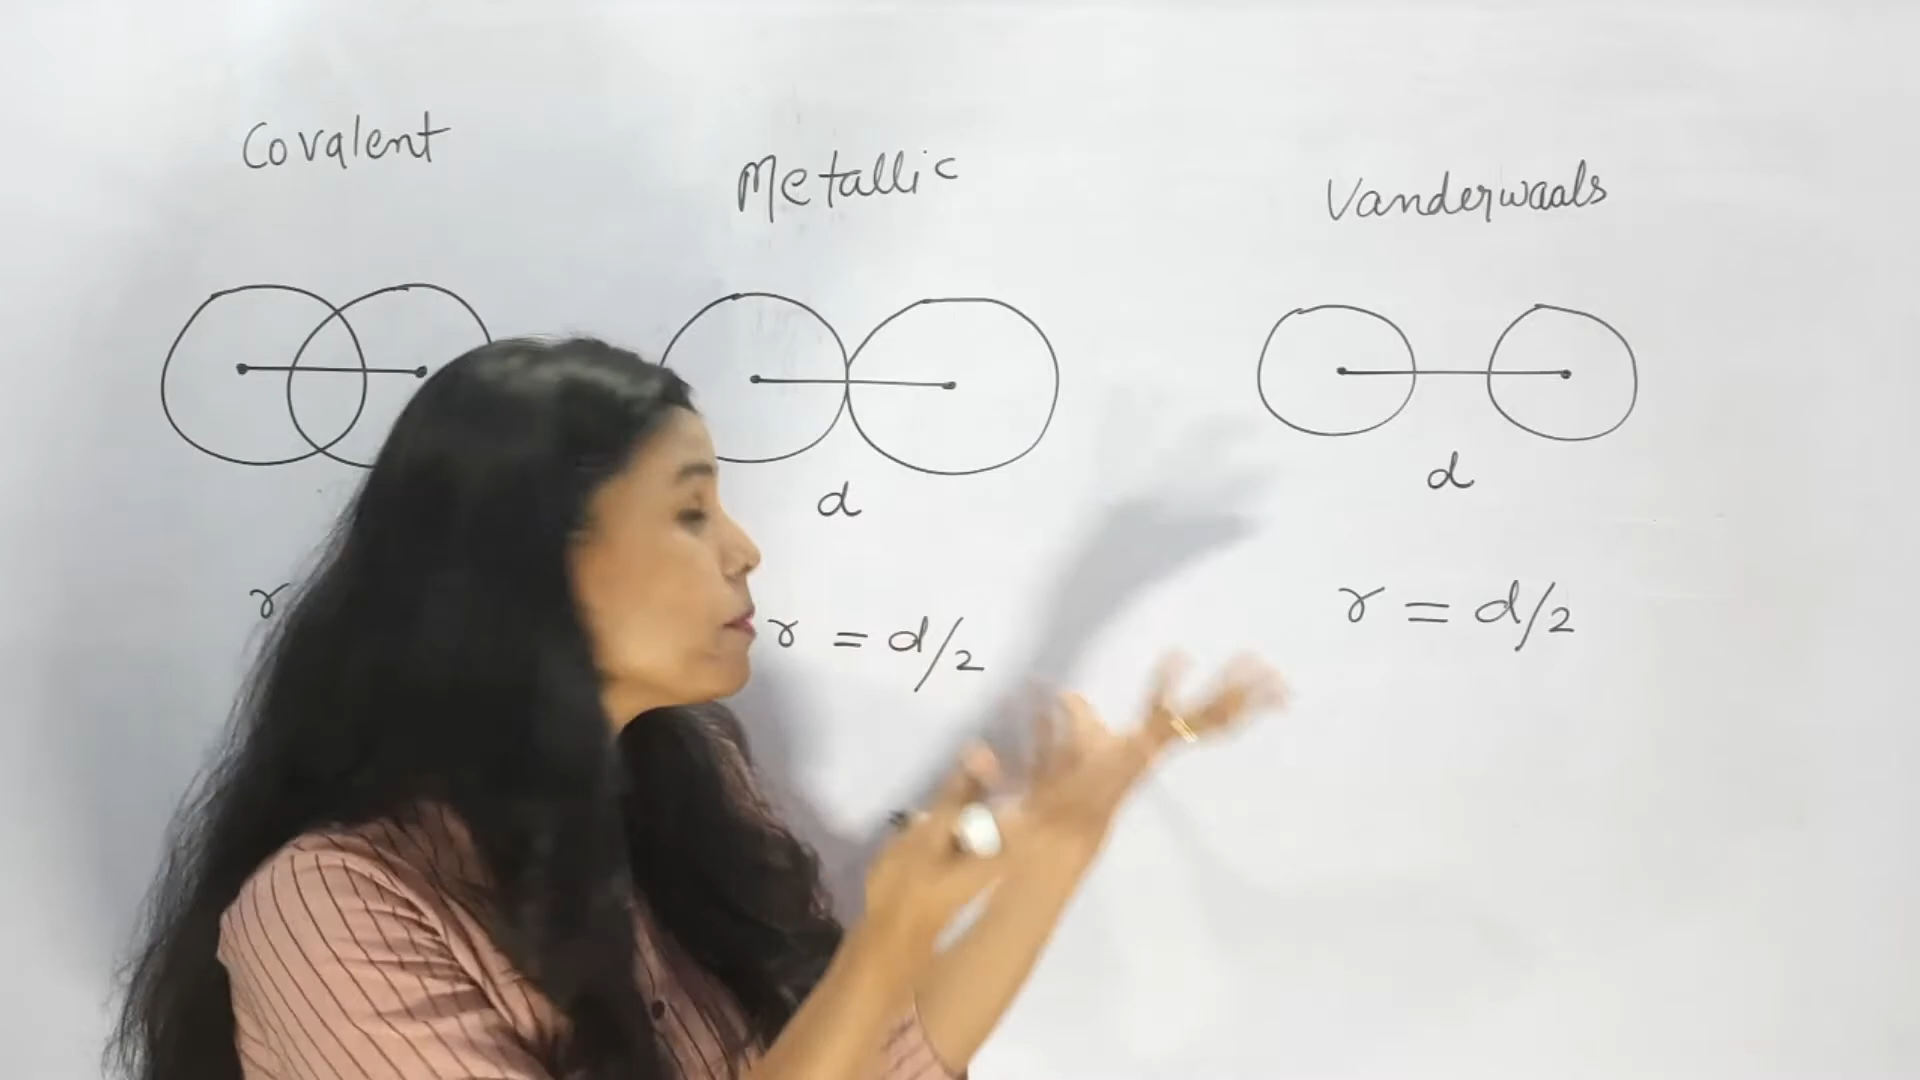 Covalent
Metallic
Vanderwaals
d
d
r
r = d/2
r = d/2